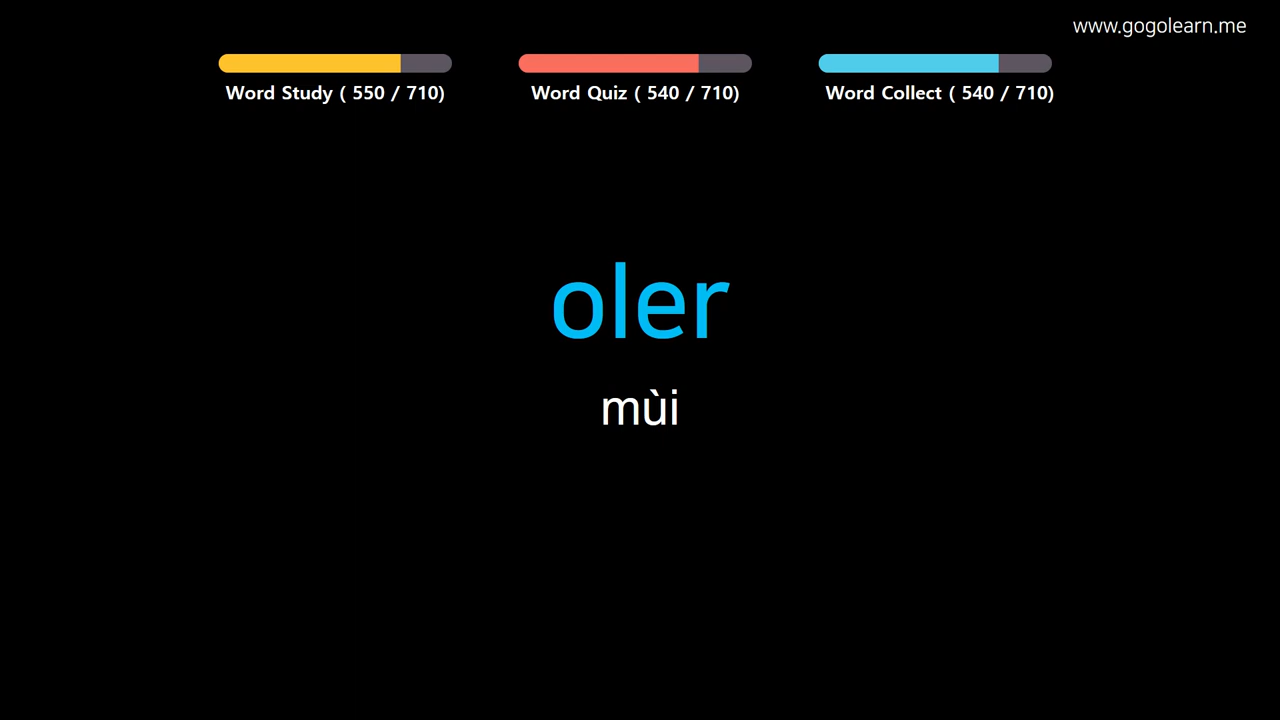 www.gogolearn.me
Word Study ( 550 / 710)
Word Quiz ( 540 / 710)
Word Collect ( 540 / 710)
oler
mùi